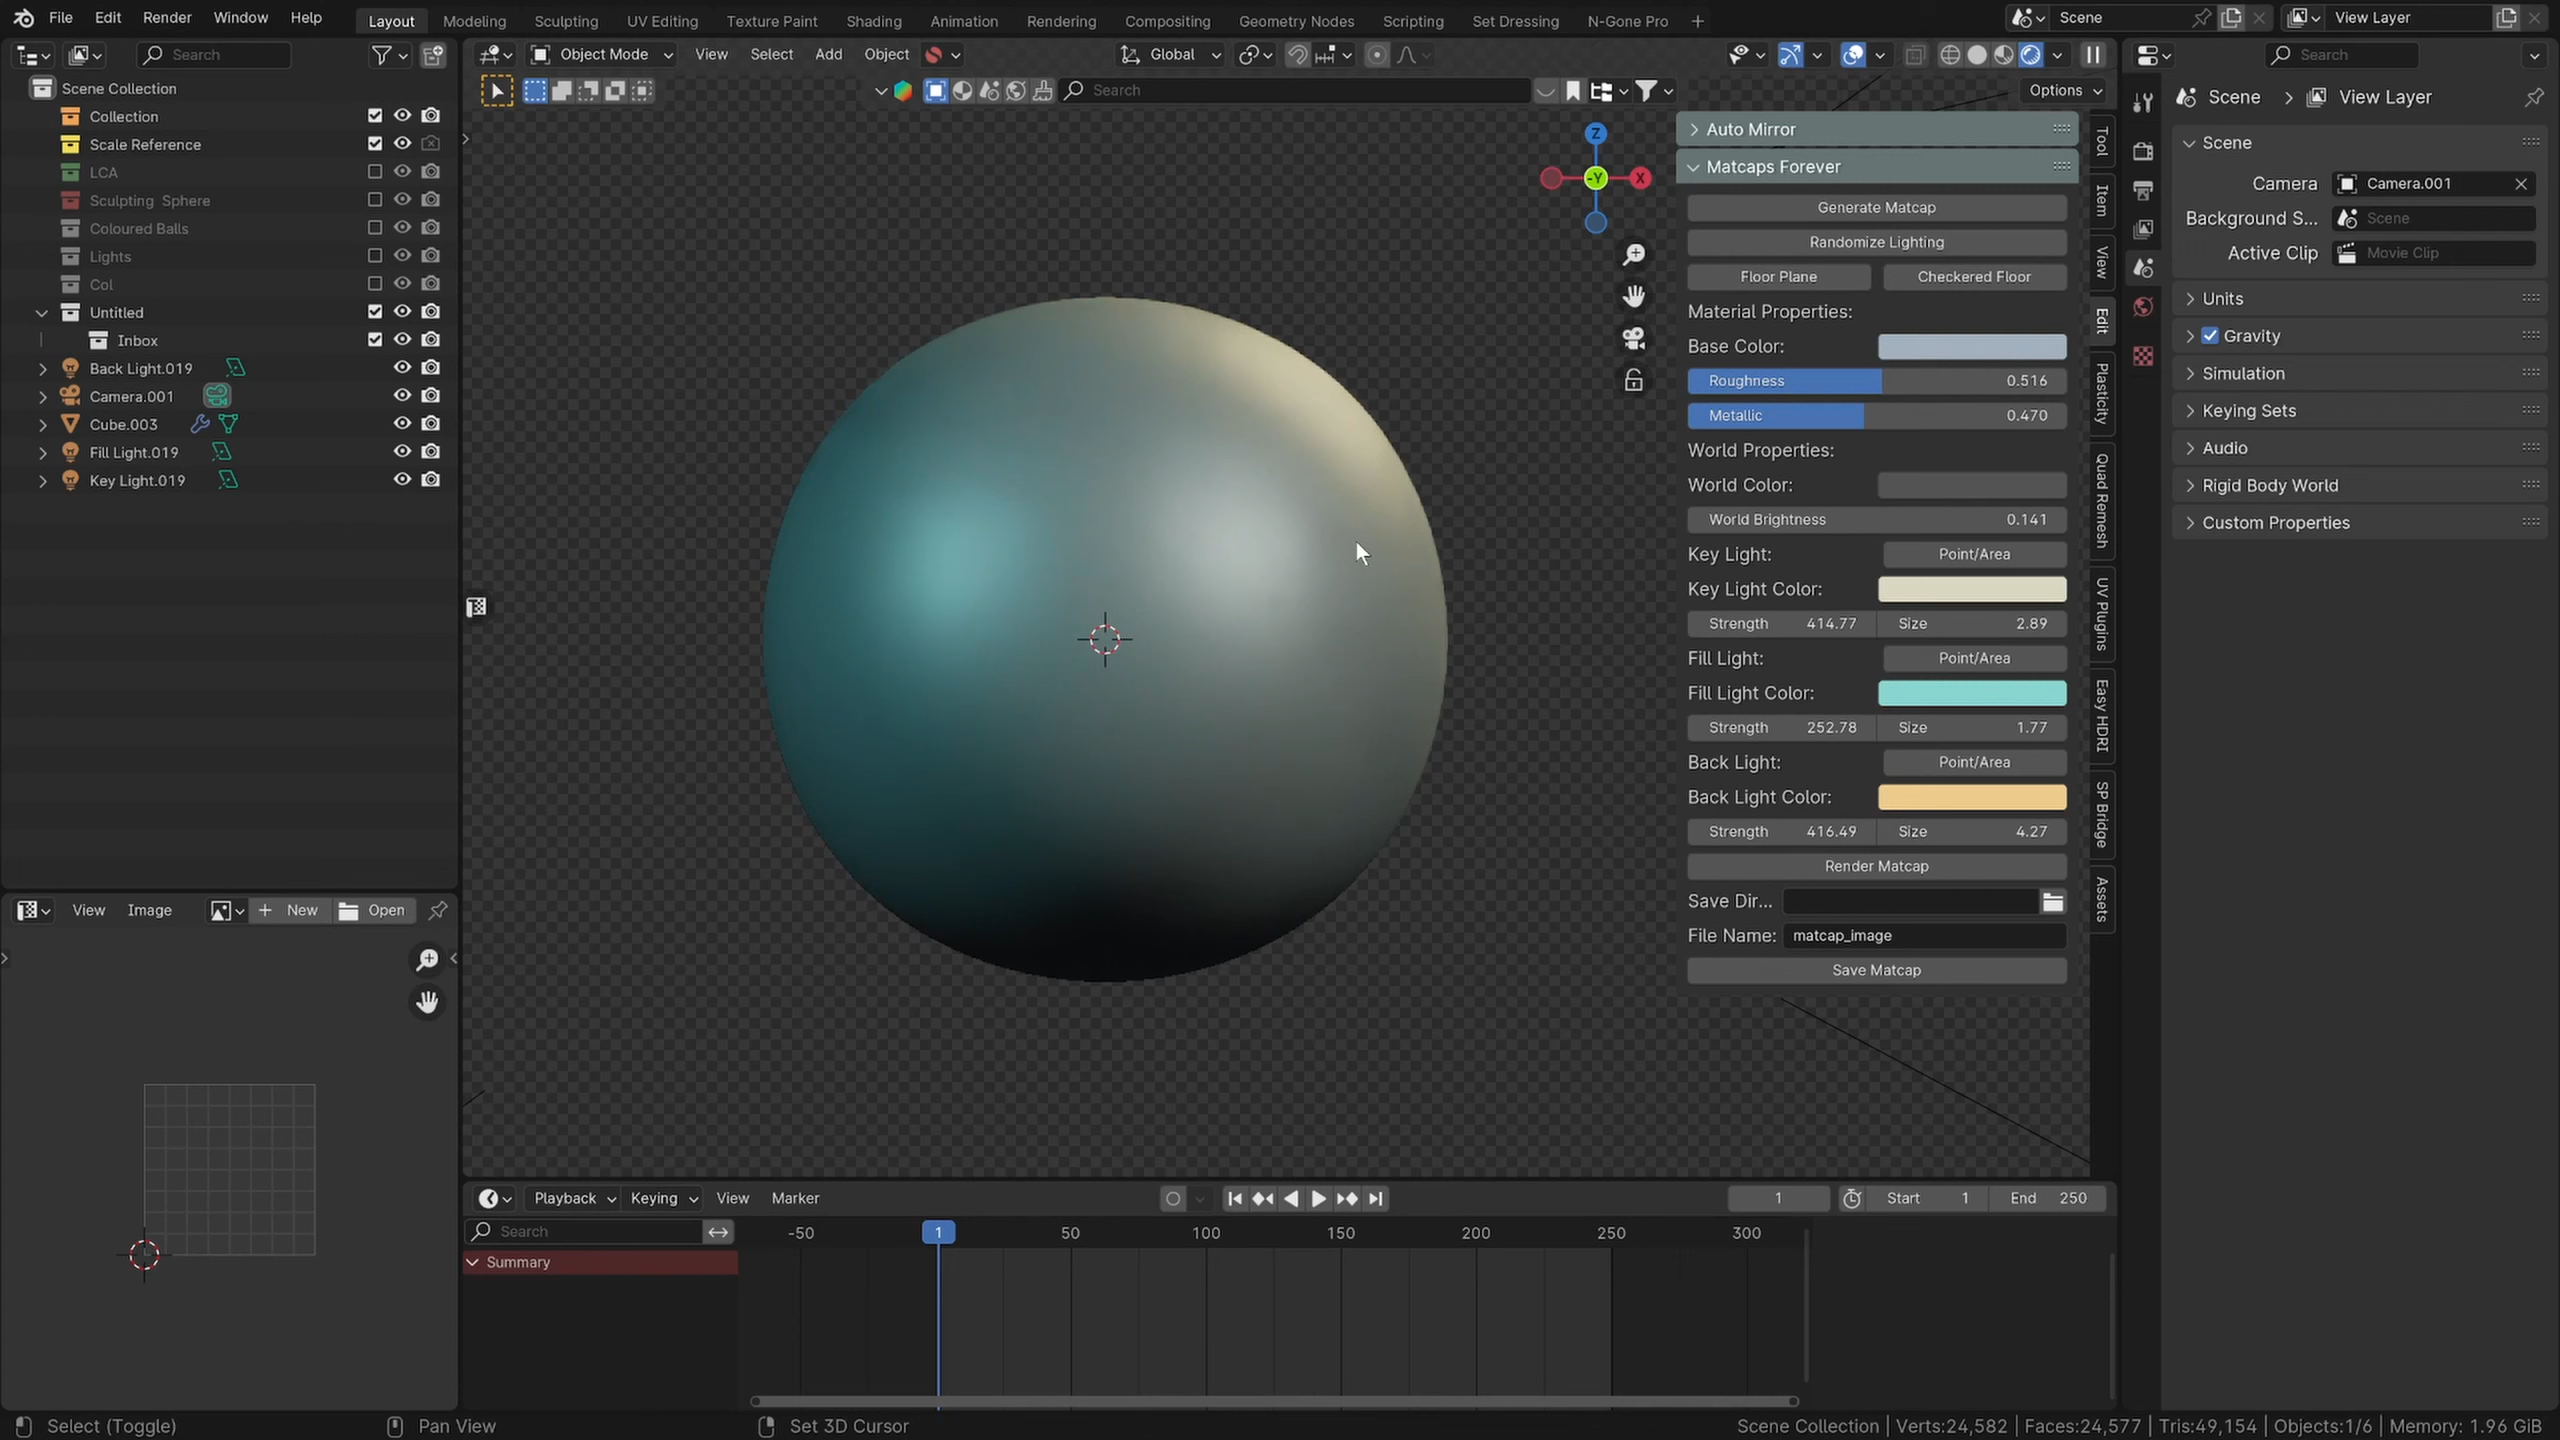 File Edit Render Window Help Layout Modeling Sculpting UV Editing Texture Paint Shading Animation Rendering Compositing Geometry Nodes Scripting Set Dressing N-Gone Pro + Scene View Layer
Search
Object Mode View Select Add Object Global
Search
Search
Options
Scene Collection
Collection
Scale Reference
LCA
Sculpting Sphere
Coloured Balls
Lights
Col
Untitled
Inbox
Back Light.019
Camera.001
Cube.003
Fill Light.019
Key Light.019
Z
-Y
X
Auto Mirror
Matcaps Forever
Generate Matcap
Randomize Lighting
Floor Plane Checkered Floor
Material Properties:
Base Color:
Roughness 0.516
Metallic 0.470
World Properties:
World Color:
World Brightness 0.141
Key Light: Point/Area
Key Light Color:
Strength 414.77 Size 2.89
Fill Light: Point/Area
Fill Light Color:
Strength 252.78 Size 1.77
Back Light: Point/Area
Back Light Color:
Strength 416.49 Size 4.27
Render Matcap
Save Dir...
File Name: matcap_image
Save Matcap
Tool
Item
View
Edit
Plasticity
Quad Remesh
UV Plugins
Easy HDRI
SP Bridge
Assets
Scene > View Layer
Scene
Camera Camera.001
Background S... Scene
Active Clip Movie Clip
Units
Gravity
Simulation
Keying Sets
Audio
Rigid Body World
Custom Properties
View Image + New Open
Playback Keying View Marker 1 Start 1 End 250
Search
-50 1 50 100 150 200 250 300
Summary
Select (Toggle) Pan View Set 3D Cursor Scene Collection | Verts:24,582 | Faces:24,577 | Tris:49,154 | Objects:1/6 | Memory: 1.96 GiB